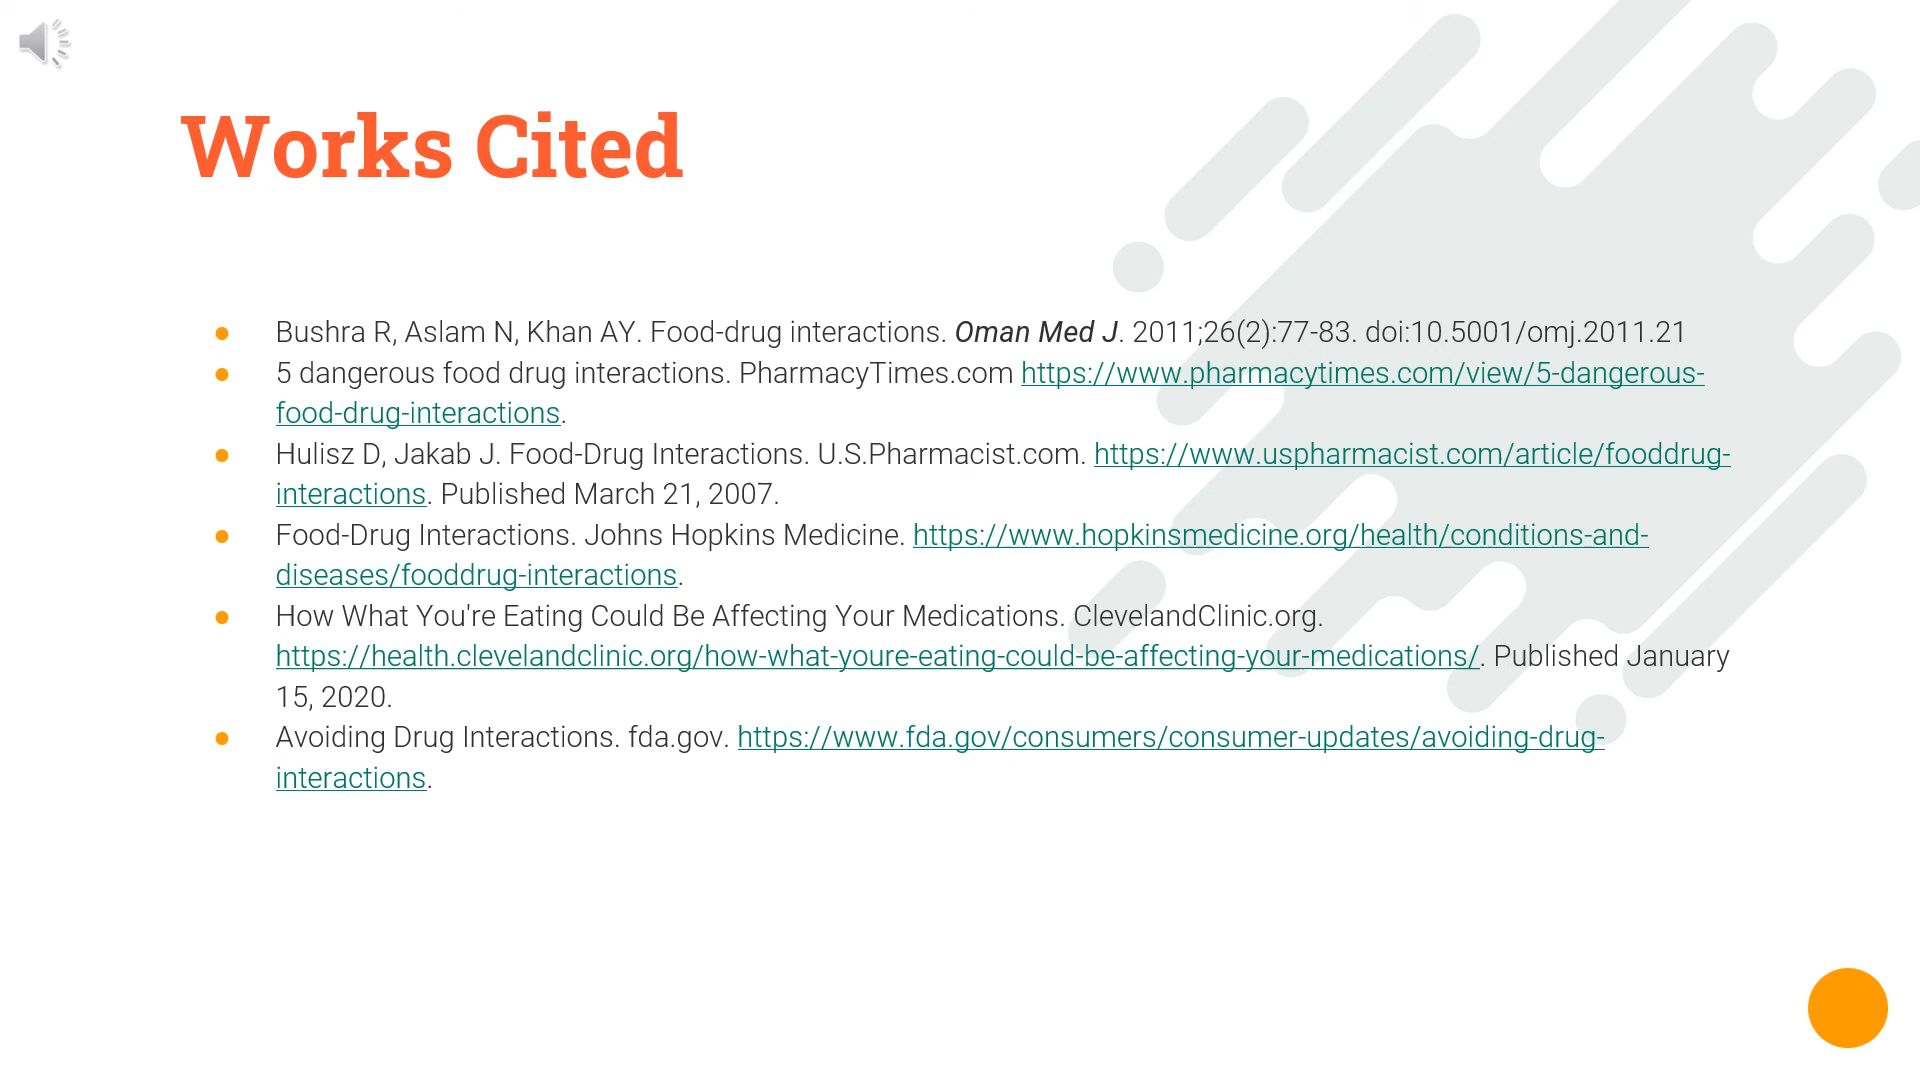 Works Cited
● Bushra R, Aslam N, Khan AY. Food-drug interactions. Oman Med J. 2011;26(2):77-83. doi:10.5001/omj.2011.21
● 5 dangerous food drug interactions. PharmacyTimes.com https://www.pharmacytimes.com/view/5-dangerous-
food-drug-interactions.
● Hulisz D, Jakab J. Food-Drug Interactions. U.S.Pharmacist.com. https://www.uspharmacist.com/article/fooddrug-
interactions. Published March 21, 2007.
● Food-Drug Interactions. Johns Hopkins Medicine. https://www.hopkinsmedicine.org/health/conditions-and-
diseases/fooddrug-interactions.
● How What You're Eating Could Be Affecting Your Medications. ClevelandClinic.org.
https://health.clevelandclinic.org/how-what-youre-eating-could-be-affecting-your-medications/. Published January
15, 2020.
● Avoiding Drug Interactions. fda.gov. https://www.fda.gov/consumers/consumer-updates/avoiding-drug-
interactions.